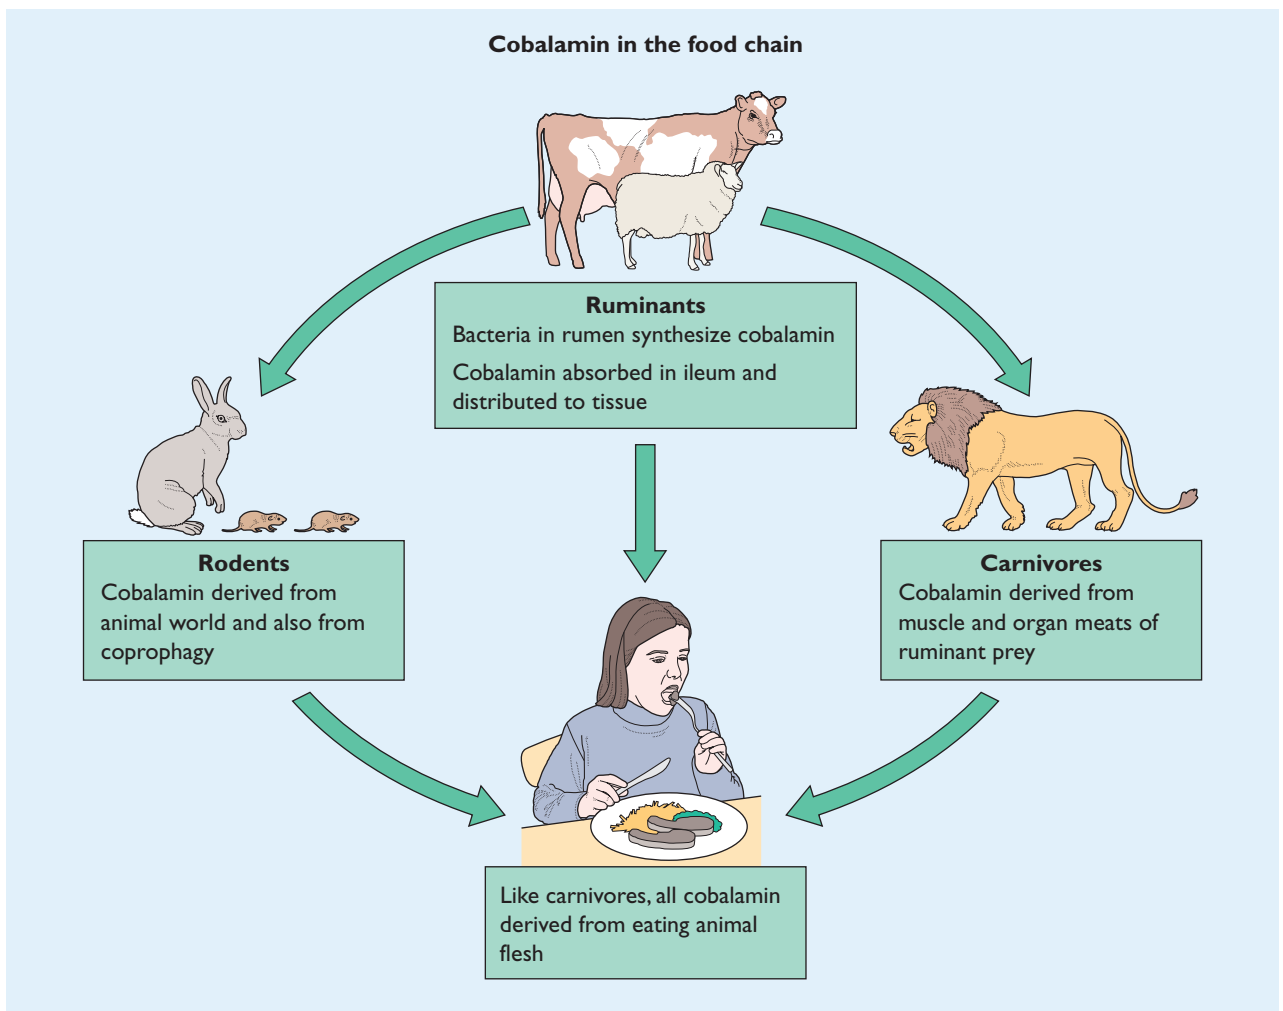 Cobalamin in the food chain
Ruminants
Bacteria in rumen synthesize cobalamin
Cobalamin absorbed in ileum and
distributed to tissue
Rodents
Cobalamin derived from
animal world and also from
coprophagy
Carnivores
Cobalamin derived from
muscle and organ meats of
ruminant prey
Like carnivores, all cobalamin
derived from eating animal
flesh